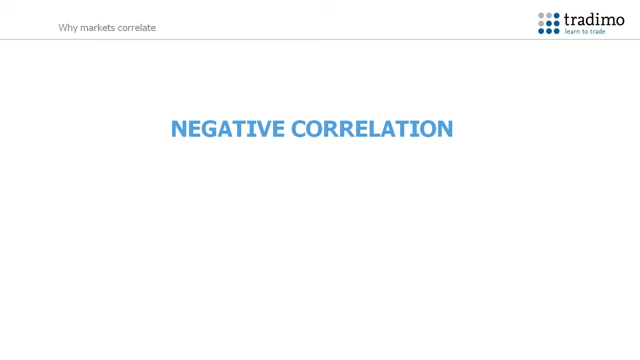 Why markets correlate
tradimo
learn to trade
NEGATIVE CORRELATION